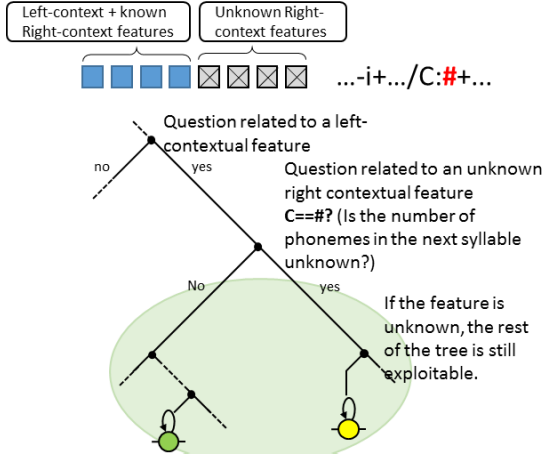 Left-context + known
Right-context features
Unknown Right-
context features
...-i+.../C:#+...
Question related to a left-
contextual feature
no
yes
Question related to an unknown
right contextual feature
C==#? (Is the number of
phonemes in the next syllable
unknown?)
No
yes
If the feature is
unknown, the rest
of the tree is still
exploitable.